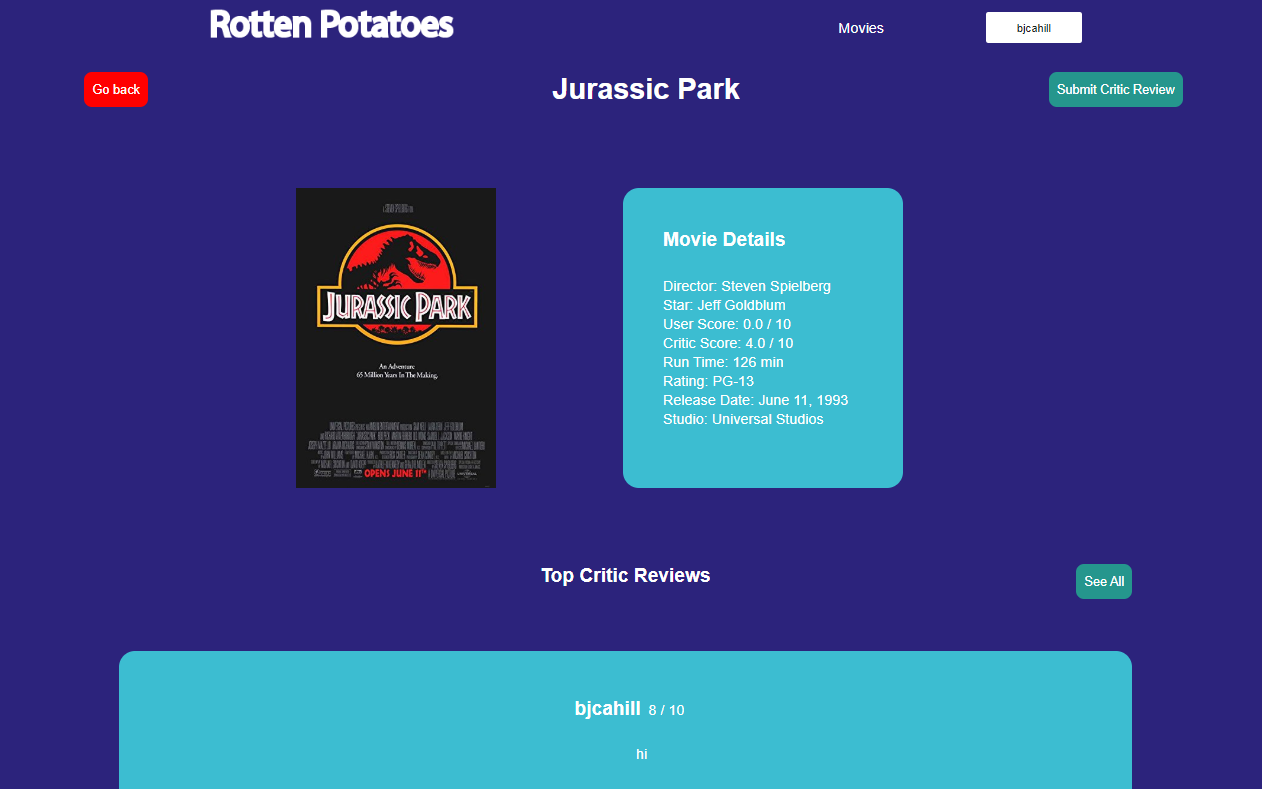 Rotten Potatoes
Movies
bjcahill
Go back
Jurassic Park
Submit Critic Review
JURASSIC PARK
An Adventure
65 Million Years In The Making.
OPENS JUNE 11TH
Movie Details
Director: Steven Spielberg
Star: Jeff Goldblum
User Score: 0.0 / 10
Critic Score: 4.0 / 10
Run Time: 126 min
Rating: PG-13
Release Date: June 11, 1993
Studio: Universal Studios
Top Critic Reviews
See All
bjcahill 8 / 10
hi